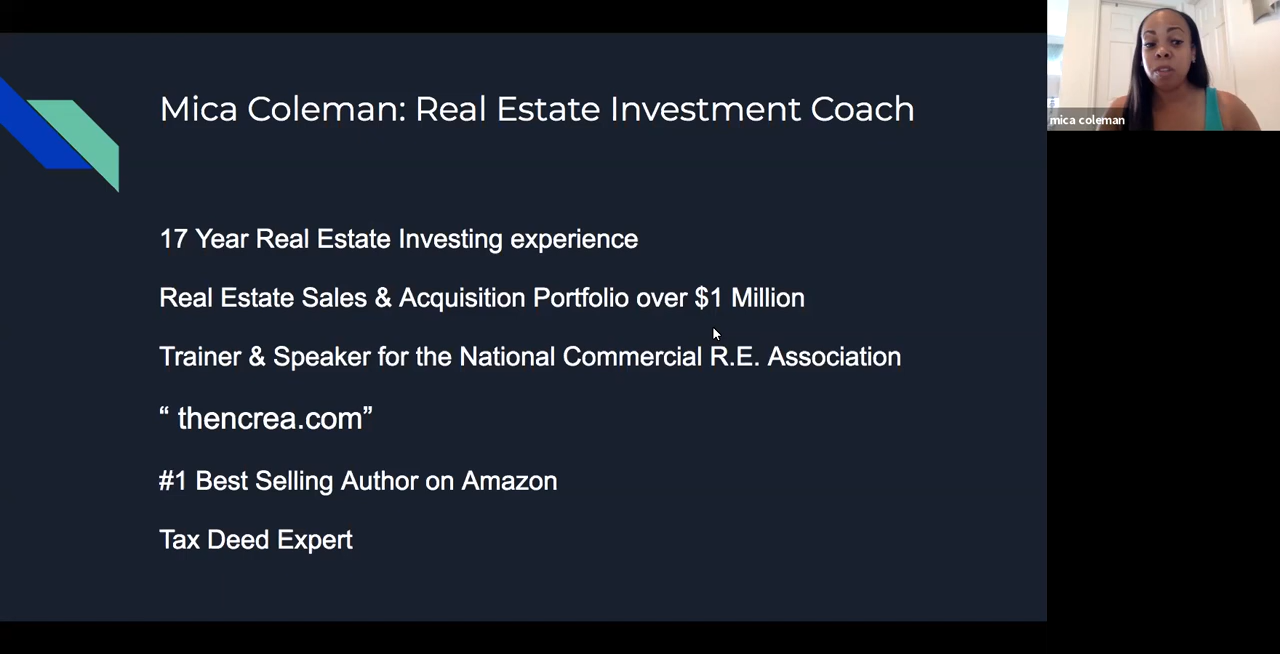 Mica Coleman: Real Estate Investment Coach
mica coleman
17 Year Real Estate Investing experience
Real Estate Sales & Acquisition Portfolio over $1 Million
Trainer & Speaker for the National Commercial R.E. Association
“ thencrea.com”
#1 Best Selling Author on Amazon
Tax Deed Expert